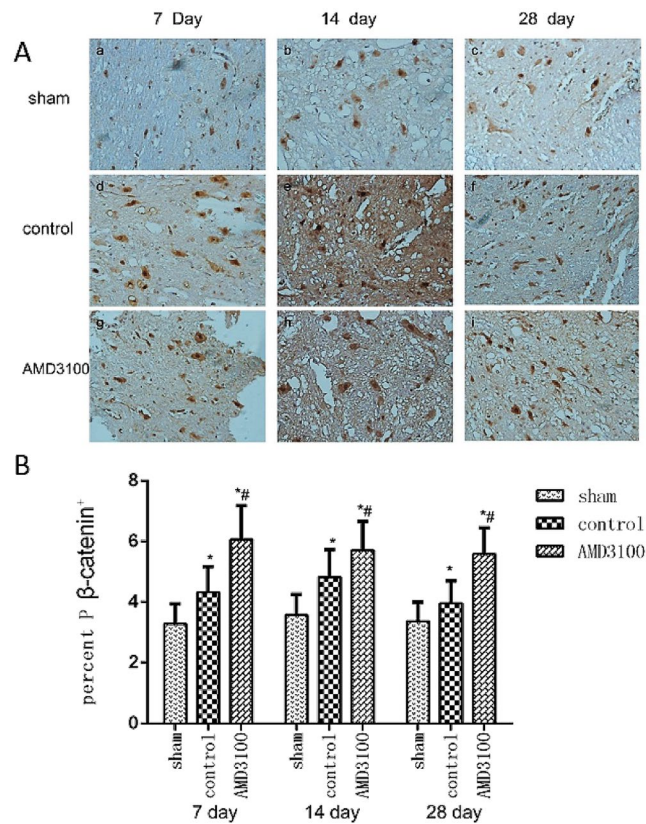 7 Day 14 day 28 day
A
a b c
sham
d e f
control
g h i
AMD3100
B
8
6
4
2
0
percent P β-catenin⁺
* *# * *# * *#
sham
control
AMD3100
sham control AMD3100 sham control AMD3100 sham control AMD3100
7 day 14 day 28 day